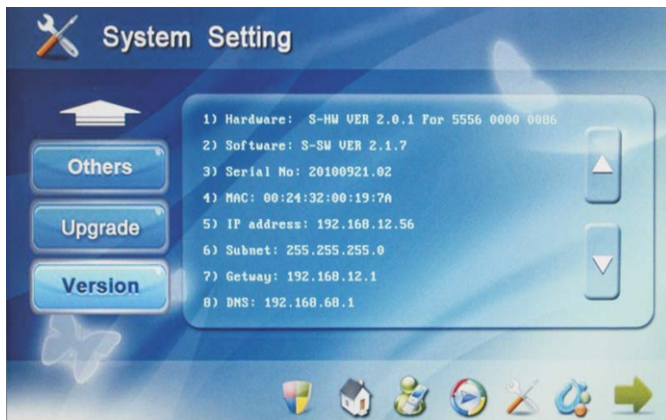 System Setting
1) Hardware: S-HW VER 2.0.1 For 5556 0000 0086
2) Software: S-SW VER 2.1.7
Others
3) Serial No: 20100921.02
4) MAC: 00:24:32:00:19:7A
5) IP address: 192.168.12.56
Upgrade
6) Subnet: 255.255.255.0
7) Getway: 192.168.12.1
Version
8) DNS: 192.168.68.1